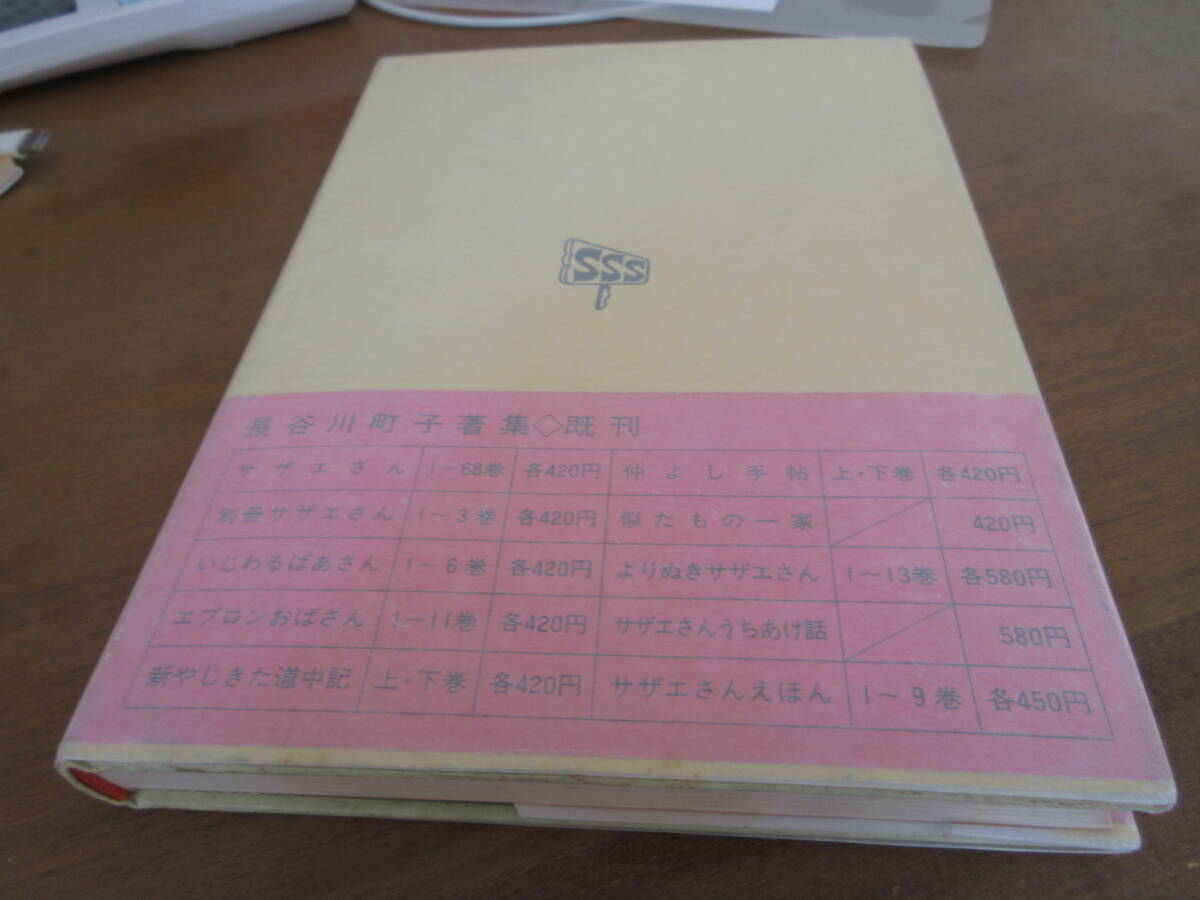 SSS
長谷川町子著集◇既刊
サザエさん 1〜68巻 各420円 仲よし手帖 上・下巻 各420円
別冊サザエさん 1〜3巻 各420円 似たもの一家 420円
いじわるばあさん 1〜6巻 各420円 よりぬきサザエさん 1〜13巻 各580円
エプロンおばさん 1〜11巻 各420円 サザエさんうちあけ話 580円
新やじきた道中記 上・下巻 各420円 サザエさんえほん 1〜9巻 各450円